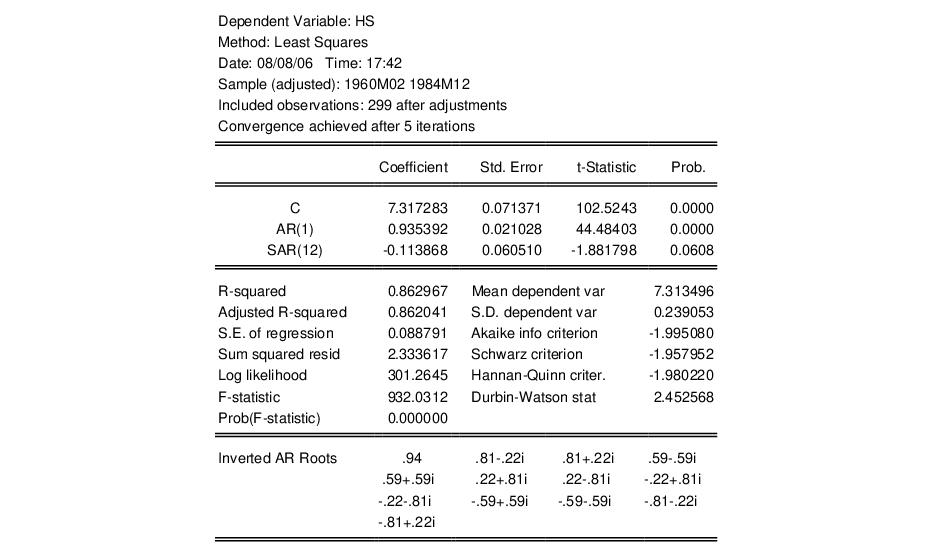 Dependent Variable: HS
Method: Least Squares
Date: 08/08/06 Time: 17:42
Sample (adjusted): 1960M02 1984M12
Included observations: 299 after adjustments
Convergence achieved after 5 iterations
Coefficient Std. Error t-Statistic Prob.
C 7.317283 0.071371 102.5243 0.0000
AR(1) 0.935392 0.021028 44.48403 0.0000
SAR(12) -0.113868 0.060510 -1.881798 0.0608
R-squared 0.862967 Mean dependent var 7.313496
Adjusted R-squared 0.862041 S.D. dependent var 0.239053
S.E. of regression 0.088791 Akaike info criterion -1.995080
Sum squared resid 2.333617 Schwarz criterion -1.957952
Log likelihood 301.2645 Hannan-Quinn criter. -1.980220
F-statistic 932.0312 Durbin-Watson stat 2.452568
Prob(F-statistic) 0.000000
Inverted AR Roots .94 .81-.22i .81+.22i .59-.59i
.59+.59i .22+.81i .22-.81i -.22+.81i
-.22-.81i -.59+.59i -.59-.59i -.81-.22i
-.81+.22i